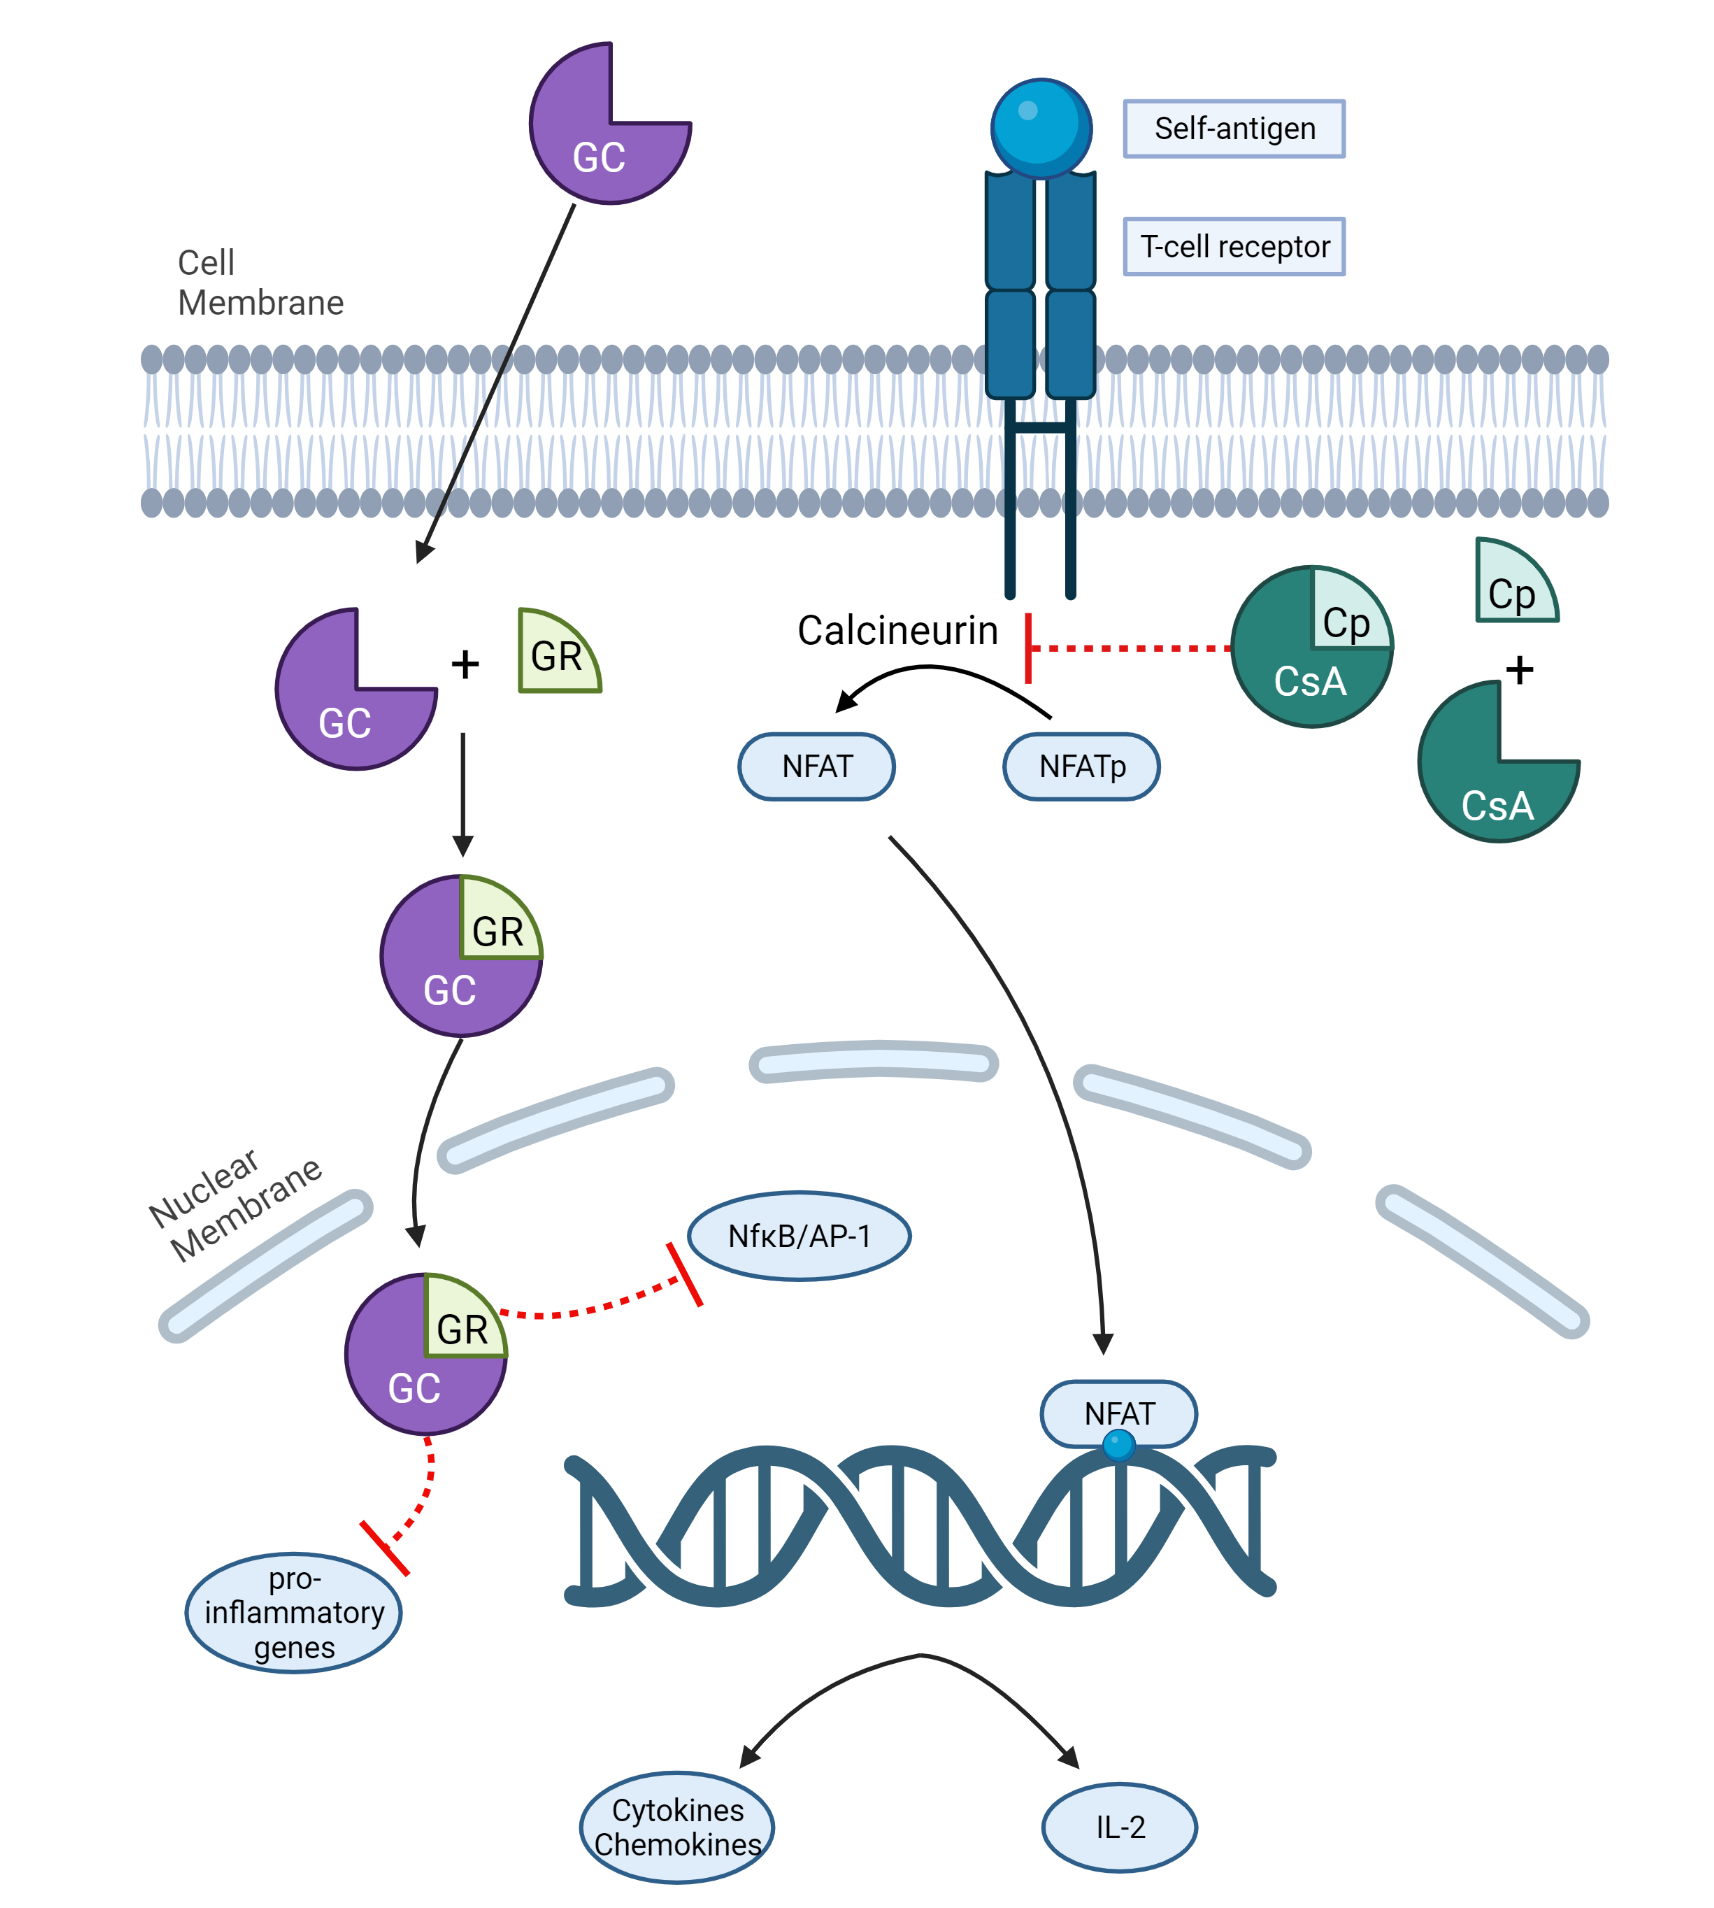 GC
Self-antigen
T-cell receptor
Cell
Membrane
GC
+
GR
Calcineurin
NFAT
NFATp
Cp
CsA
Cp
+
CsA
GR
GC
Nuclear
Membrane
NfκB/AP-1
GR
GC
NFAT
pro-
inflammatory
genes
Cytokines
Chemokines
IL-2